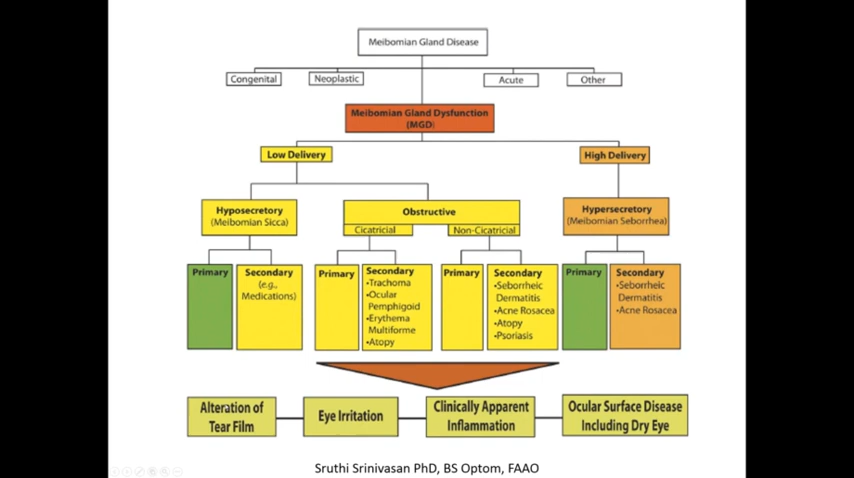 Meibomian Gland Disease
Congenital
Neoplastic
Acute
Other
Meibomian Gland Dysfunction
(MGD)
Low Delivery
High Delivery
Hyposecretory
(Meibomian Sicca)
Obstructive
Cicatricial
Non-Cicatricial
Hypersecretory
(Meibomian Seborrhea)
Primary
Secondary
(e.g.,
Medications)
Primary
Secondary
•Trachoma
•Ocular
Pemphigoid
•Erythema
Multiforme
•Atopy
Primary
Secondary
•Seborrheic
Dermatitis
•Acne Rosacea
•Atopy
•Psoriasis
Primary
Secondary
•Seborrheic
Dermatitis
•Acne Rosacea
Alteration of
Tear Film
Eye Irritation
Clinically Apparent
Inflammation
Ocular Surface Disease
Including Dry Eye
Sruthi Srinivasan PhD, BS Optom, FAAO